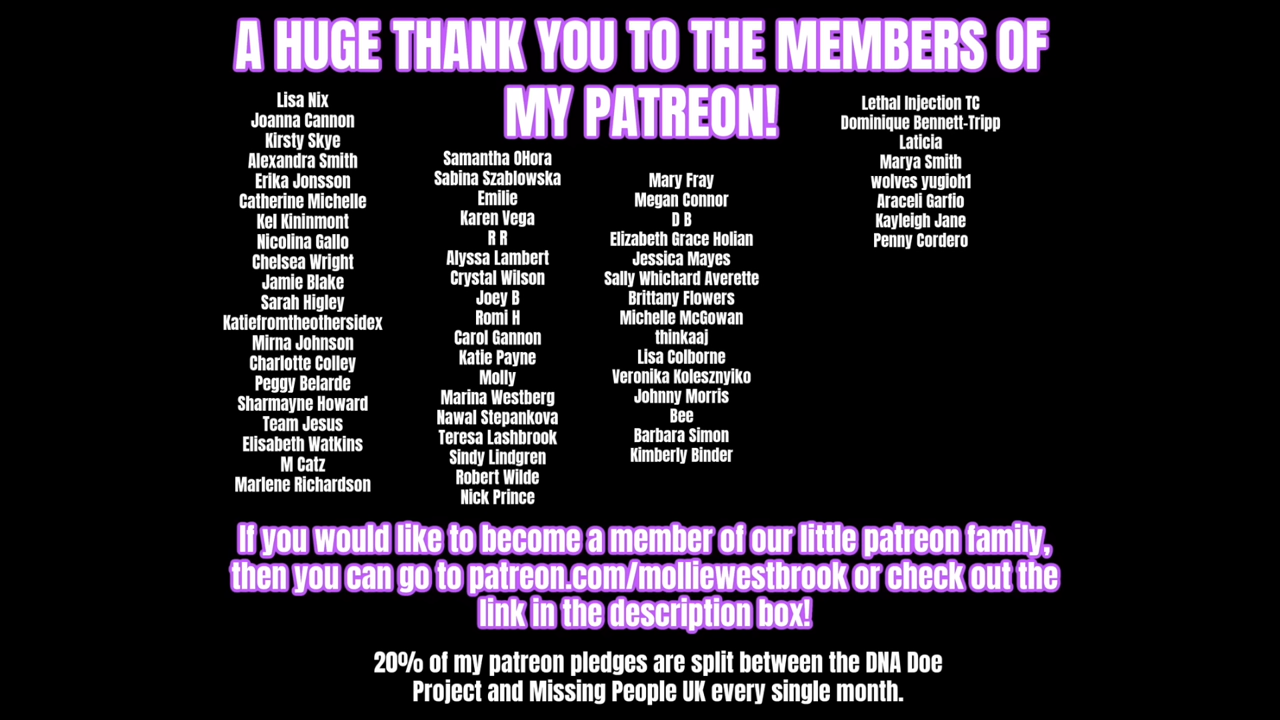 A HUGE THANK YOU TO THE MEMBERS OF
MY PATREON!
Lisa Nix
Joanna Cannon
Kirsty Skye
Alexandra Smith
Erika Jonsson
Catherine Michelle
Kel Kininmont
Nicolina Gallo
Chelsea Wright
Jamie Blake
Sarah Higley
Katiefromtheothersidex
Mirna Johnson
Charlotte Colley
Peggy Belarde
Sharmayne Howard
Team Jesus
Elisabeth Watkins
M Catz
Marlene Richardson
Samantha OHora
Sabina Szablowska
Emilie
Karen Vega
R R
Alyssa Lambert
Crystal Wilson
Joey B
Romi H
Carol Gannon
Katie Payne
Molly
Marina Westberg
Nawal Stepankova
Teresa Lashbrook
Sindy Lindgren
Robert Wilde
Nick Prince
Mary Fray
Megan Connor
D B
Elizabeth Grace Holian
Jessica Mayes
Sally Whichard Averette
Brittany Flowers
Michelle McGowan
thinkaaj
Lisa Colborne
Veronika Kolesznyiko
Johnny Morris
Bee
Barbara Simon
Kimberly Binder
Lethal Injection TC
Dominique Bennett-Tripp
Laticia
Marya Smith
wolves yugioh1
Araceli Garfio
Kayleigh Jane
Penny Cordero
If you would like to become a member of our little patreon family,
then you can go to patreon.com/molliewestbrook or check out the
link in the description box!
20% of my patreon pledges are split between the DNA Doe
Project and Missing People UK every single month.